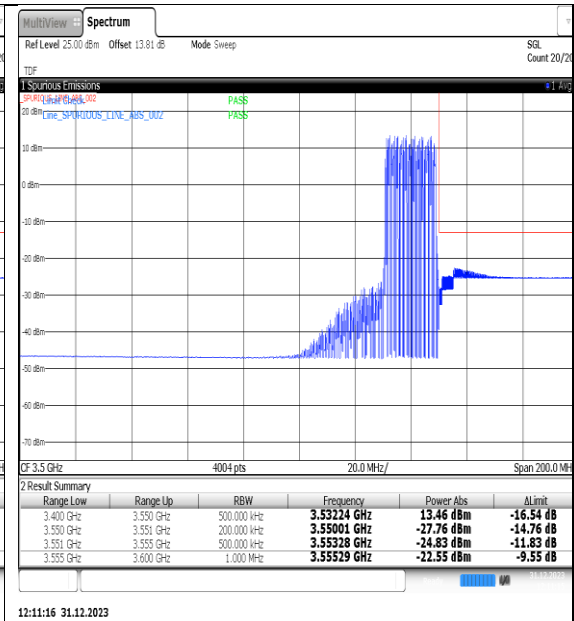 MultiView Spectrum
Ref Level 25.00 dBm Offset 13.81 dB Mode Sweep SGL
Count 20/20
TDF
1 Spurious Emissions 1 Avg
Limit Check PASS
20 dBm Line_SPURIOUS_LINE_ABS_002 PASS
10 dBm
0 dBm
-10 dBm
-20 dBm
-30 dBm
-40 dBm
-50 dBm
-60 dBm
-70 dBm
CF 3.5 GHz 4004 pts 20.0 MHz/ Span 200.0 MH
2 Result Summary
Range Low Range Up RBW Frequency Power Abs ΔLimit
3.400 GHz 3.550 GHz 500.000 kHz 3.53224 GHz 13.46 dBm -16.54 dB
3.550 GHz 3.551 GHz 200.000 kHz 3.55001 GHz -27.76 dBm -14.76 dB
3.551 GHz 3.555 GHz 500.000 kHz 3.55328 GHz -24.83 dBm -11.83 dB
3.555 GHz 3.600 GHz 1.000 MHz 3.55529 GHz -22.55 dBm -9.55 dB
31.12.2023
12:11:16 31.12.2023